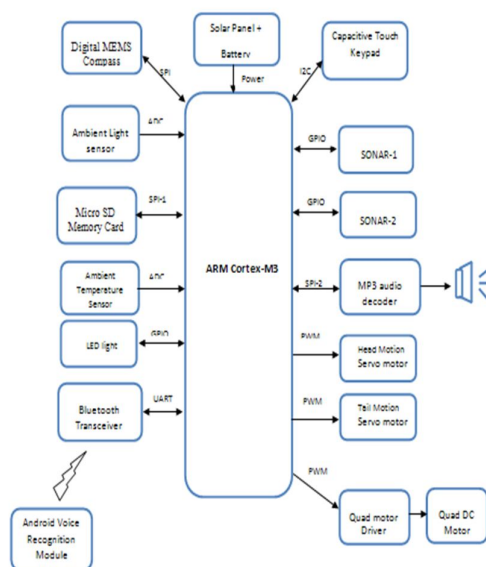 Solar Panel +
Battery
Digital MEMS
Compass
Capacitive Touch
Keypad
SPI
Power
I2C
Ambient Light
sensor
ADC
GPIO
SONAR-1
Micro SD
Memory Card
SPI-1
GPIO
SONAR-2
ARM Cortex-M3
Ambient
Temperature
Sensor
ADC
SPI-2
MP3 audio
decoder
LED light
GPIO
PWM
Head Motion
Servo motor
Bluetooth
Transceiver
UART
PWM
Tail Motion
Servo motor
PWM
Android Voice
Recognition
Module
Quad motor
Driver
Quad DC
Motor